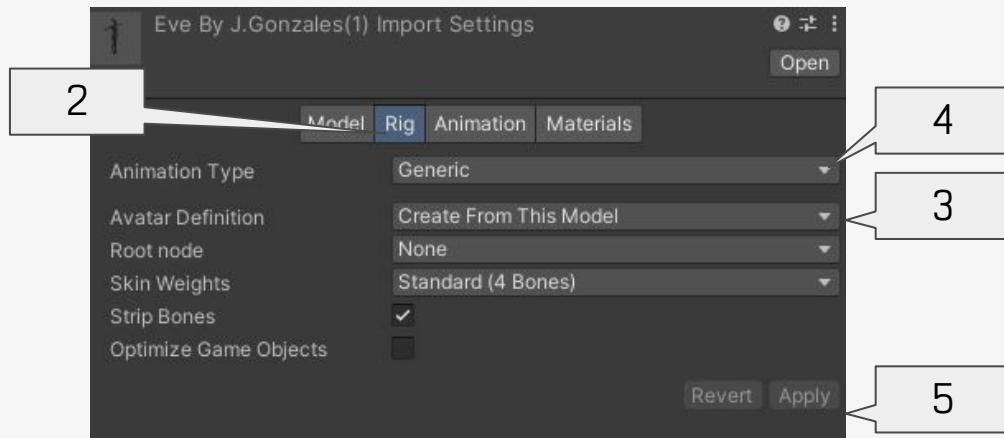 Eve By J.Gonzales(1) Import Settings
Open
2
Model Rig Animation Materials
4
Animation Type Generic
3
Avatar Definition Create From This Model
Root node None
Skin Weights Standard (4 Bones)
Strip Bones
Optimize Game Objects
Revert Apply
5